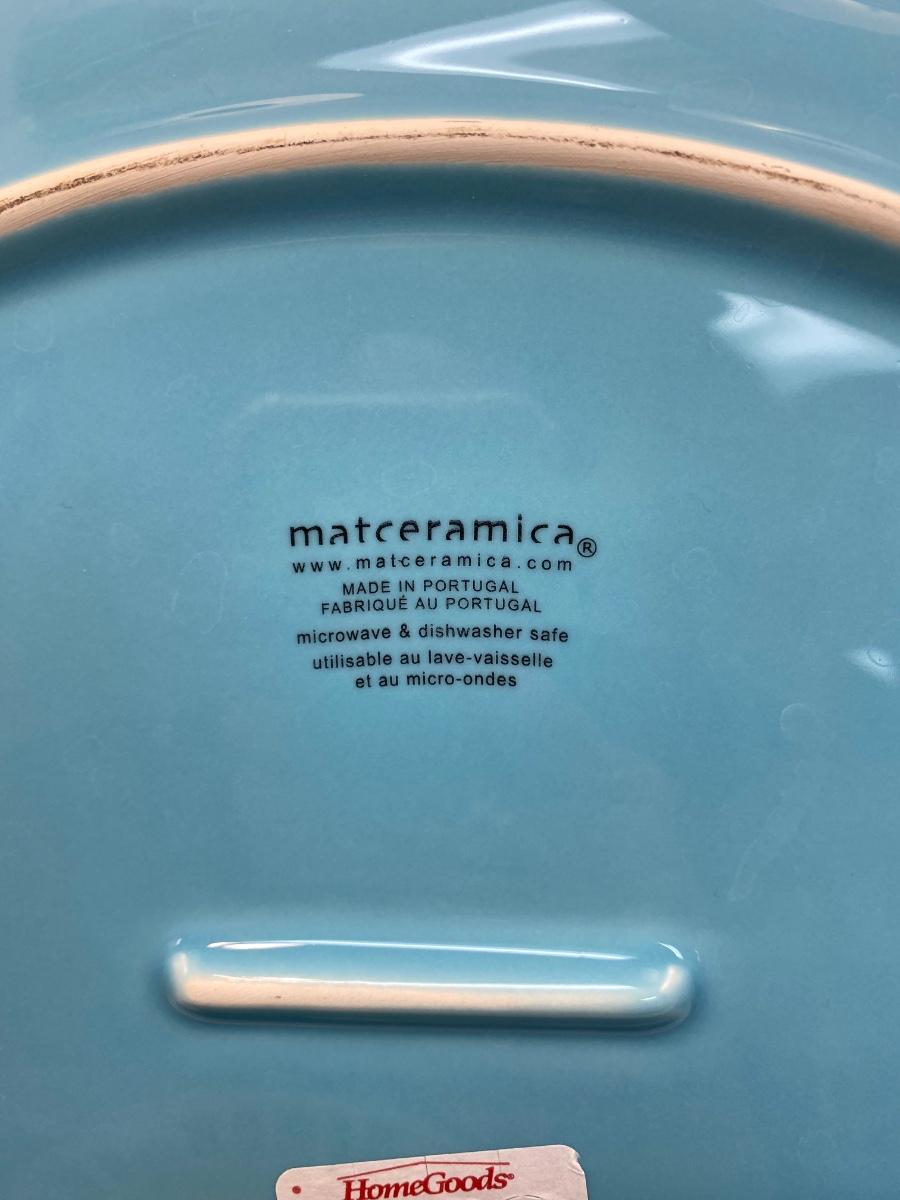 matceramica®
www.matceramica.com
MADE IN PORTUGAL
FABRIQUÉ AU PORTUGAL
microwave & dishwasher safe
utilisable au lave-vaisselle
et au micro-ondes
HomeGoods®